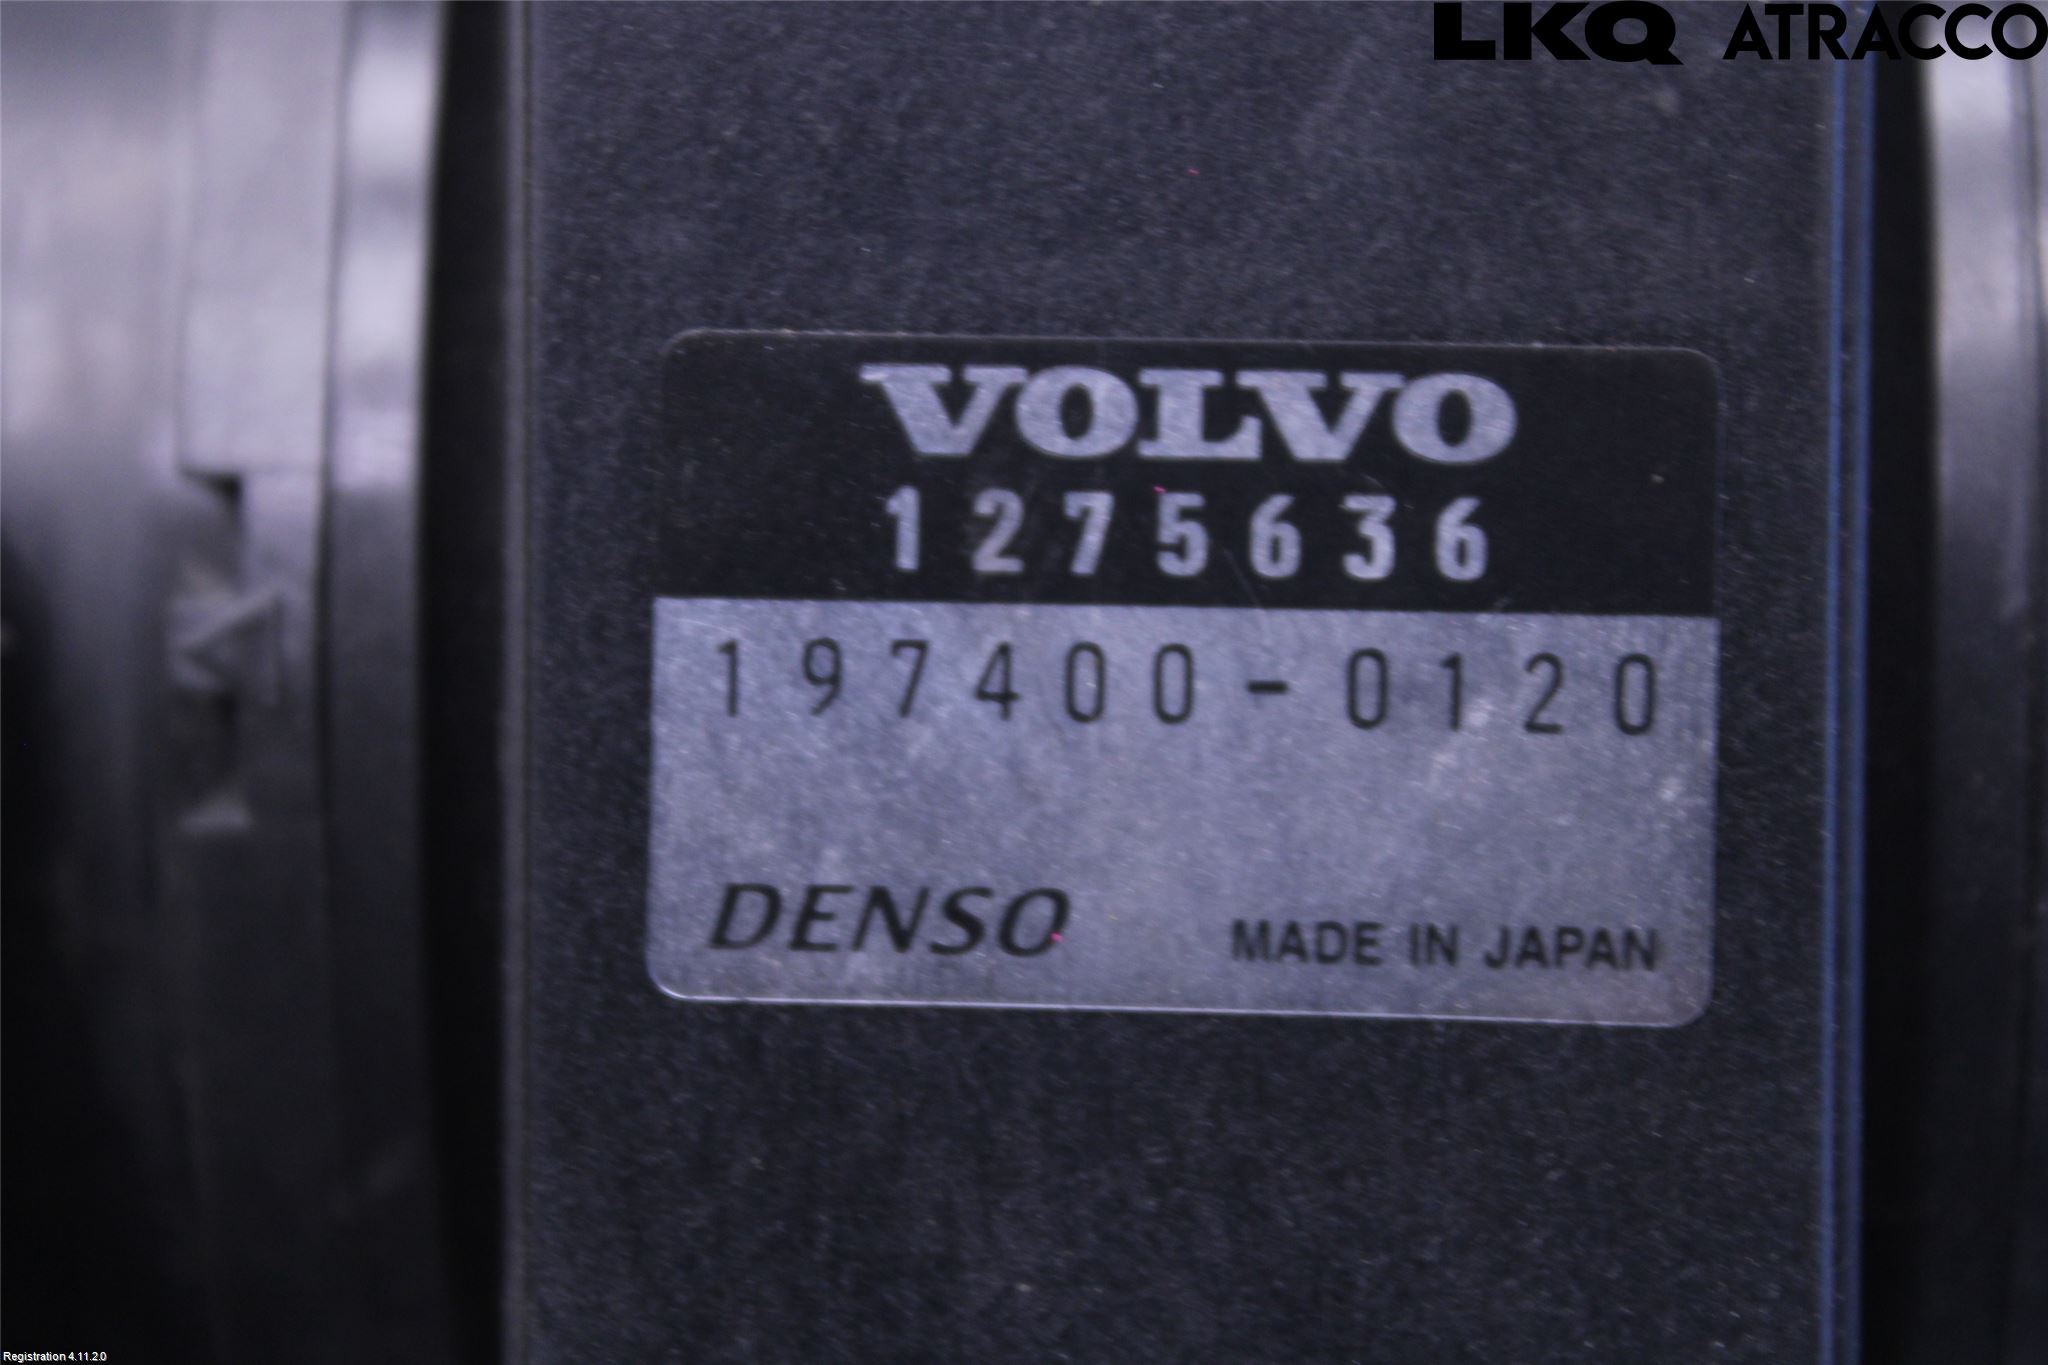 LKQ ATRACCO
VOLVO
1275636
197400-0120
DENSO MADE IN JAPAN
Registration 4.11.2.0